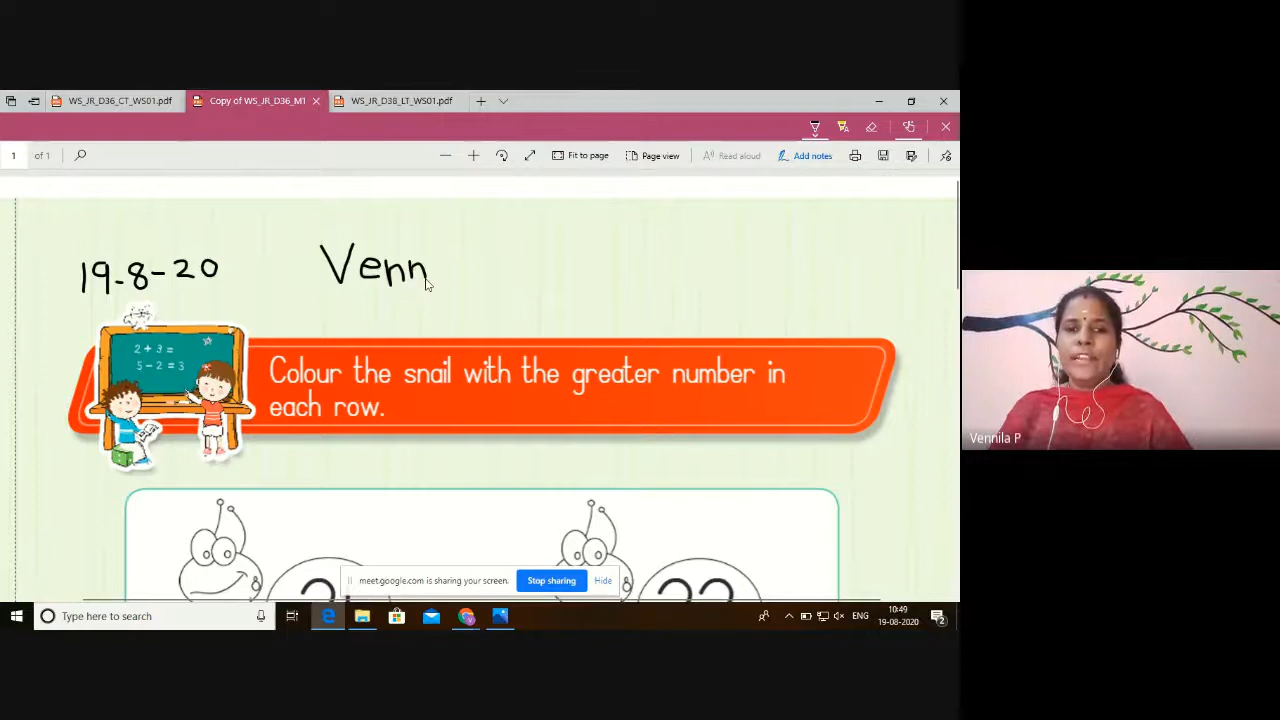 WS_JR_D36_CT_WS01.pdf Copy of WS_JR_D36_M1 WS_JR_D38_LT_WS01.pdf
1 of 1 Fit to page Page view Read aloud Add notes
19-8-20 Venn
2 + 3 =
5 - 2 = 3
Colour the snail with the greater number in
each row.
meet.google.com is sharing your screen. Stop sharing Hide
Type here to search
ENG
10:49
19-08-2020
2
Vennila P